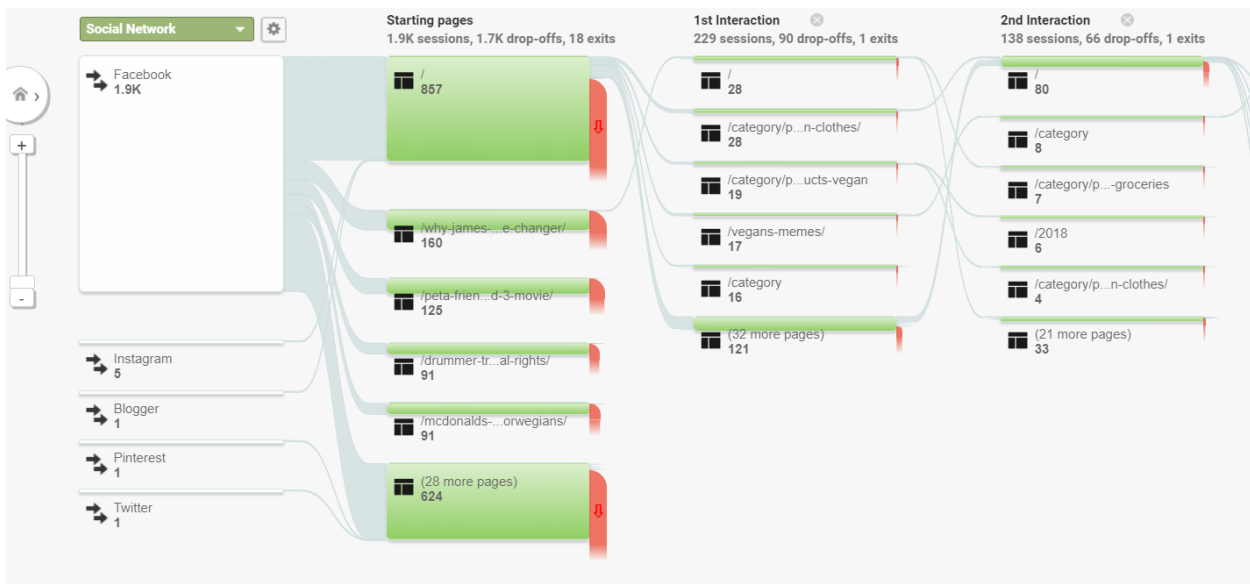 Social Network
Facebook
1.9K
Instagram
5
Blogger
1
Pinterest
1
Twitter
1
+
-
Starting pages
1.9K sessions, 1.7K drop-offs, 18 exits
/
857
/why-james-...e-changer/
160
/peta-frien...d-3-movie/
125
/drummer-tr...al-rights/
91
/mcdonalds-...orwegians/
91
(28 more pages)
624
1st Interaction
229 sessions, 90 drop-offs, 1 exits
/
28
/category/p...n-clothes/
28
/category/p...ucts-vegan
19
/vegans-memes/
17
/category
16
(32 more pages)
121
2nd Interaction
138 sessions, 66 drop-offs, 1 exits
/
80
/category
8
/category/p...-groceries
7
/2018
6
/category/p...n-clothes/
4
(21 more pages)
33